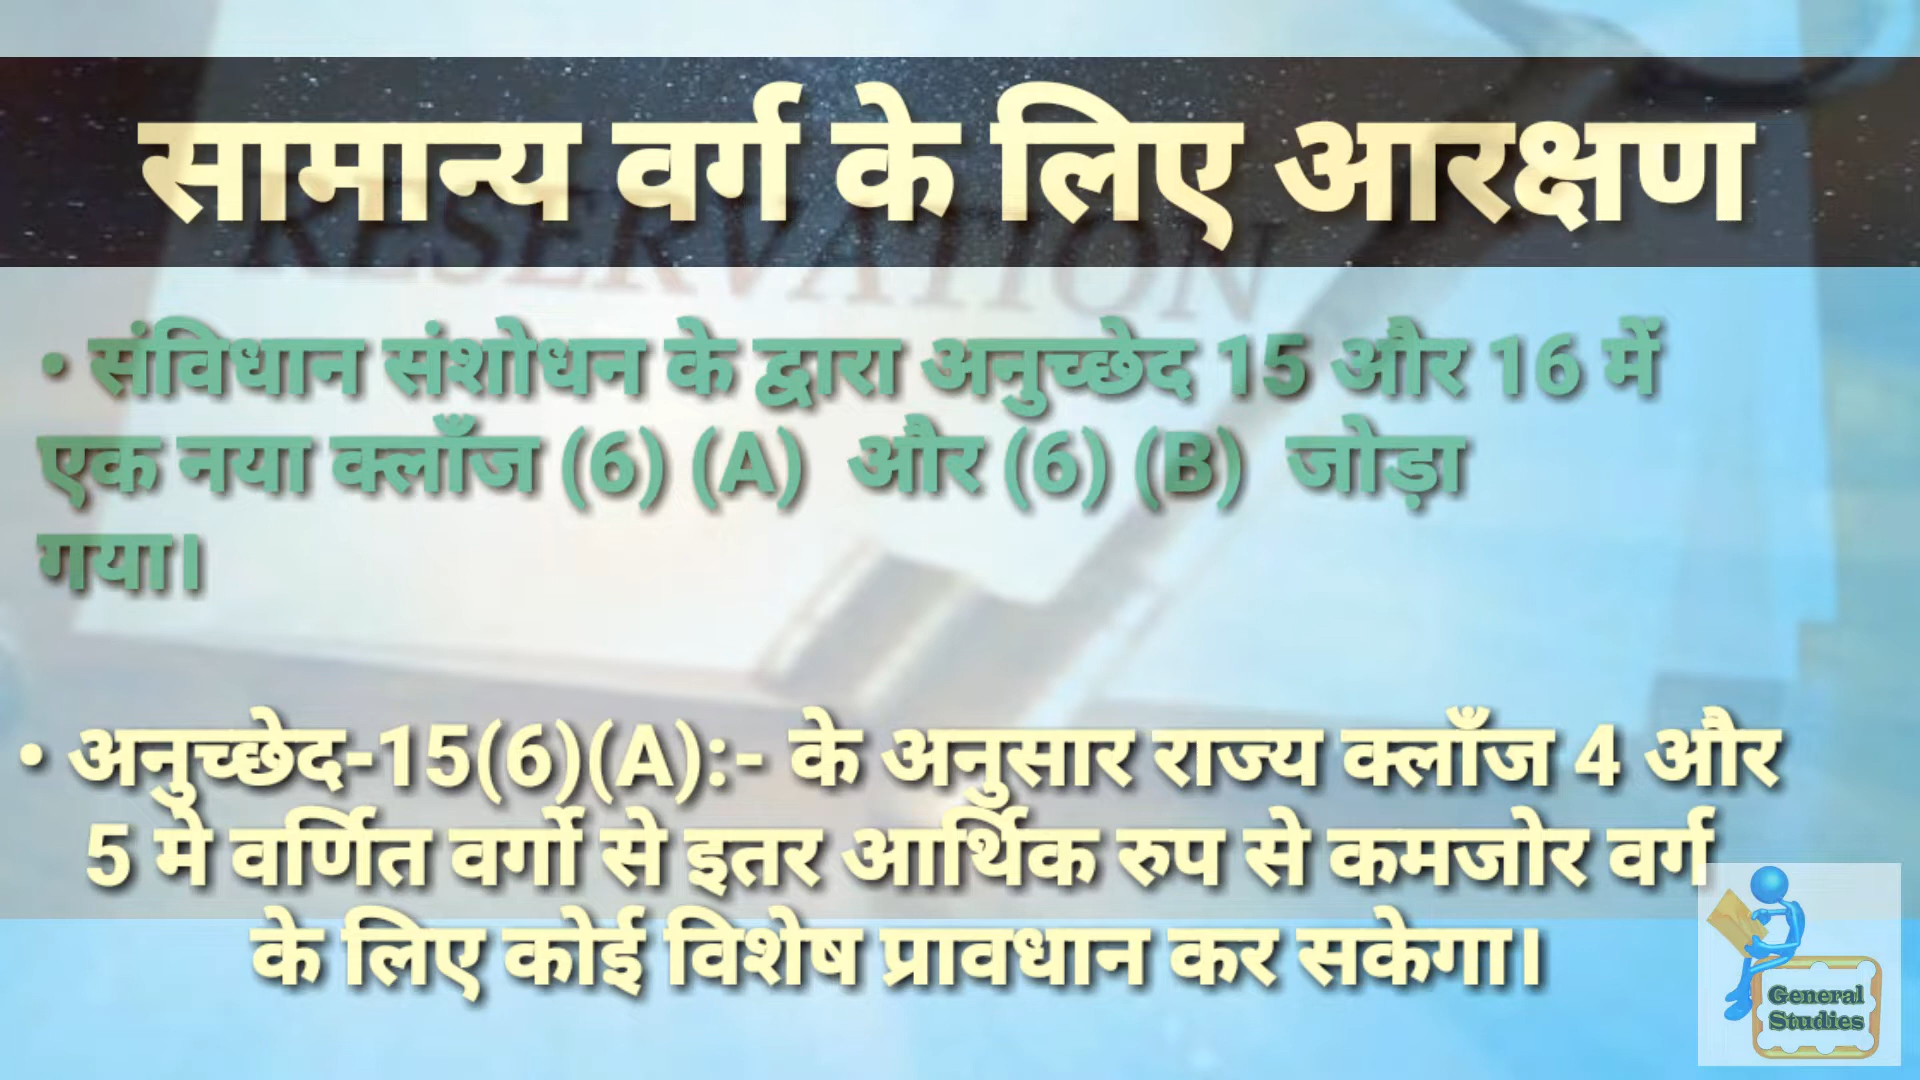 सामान्य वर्ग के लिए आरक्षण
RESERVATION
• संविधान संशोधन के द्वारा अनुच्छेद 15 और 16 में
एक नया क्लाॅंज (6) (A) और (6) (B) जोड़ा
गया।
• अनुच्छेद-15(6)(A):- के अनुसार राज्य क्लाॅंज 4 और
5 मे वर्णित वर्गो से इतर आर्थिक रुप से कमजोर वर्ग
के लिए कोई विशेष प्रावधान कर सकेगा।
General
Studies